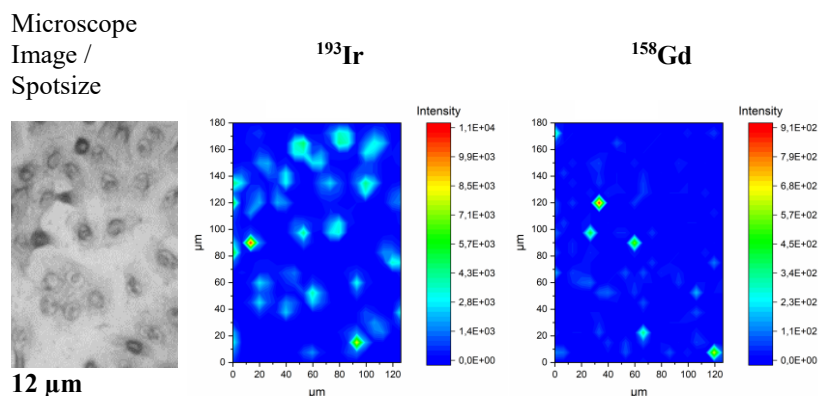 Microscope
Image /
Spotsize
¹⁹³Ir
¹⁵⁸Gd
12 µm
Intensity
180
160
140
120
100
80
60
40
20
0
µm
0 20 40 60 80 100 120
µm
1,1E+04
9,9E+03
8,5E+03
7,1E+03
5,7E+03
4,3E+03
2,8E+03
1,4E+03
0,0E+00
Intensity
180
160
140
120
100
80
60
40
20
0
µm
0 20 40 60 80 100 120
µm
9,1E+02
8,0E+02
6,8E+02
5,7E+02
4,5E+02
3,4E+02
2,3E+02
1,1E+02
0,0E+00